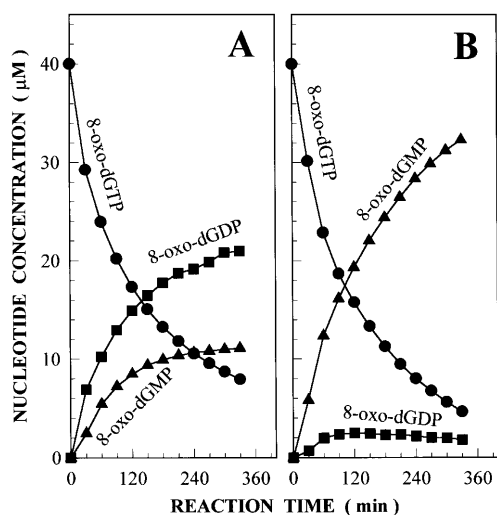 A
B
NUCLEOTIDE CONCENTRATION ( µM )
40
30
20
10
0
8-oxo-dGTP
8-oxo-dGDP
8-oxo-dGMP
8-oxo-dGTP
8-oxo-dGMP
8-oxo-dGDP
0 120 240 360 0 120 240 360
REACTION TIME ( min )